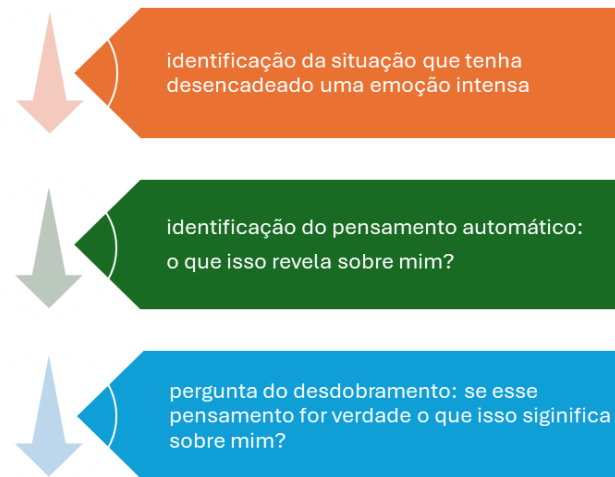 identificação da situação que tenha
desencadeado uma emoção intensa
identificação do pensamento automático:
o que isso revela sobre mim?
pergunta do desdobramento: se esse
pensamento for verdade o que isso siginifica
sobre mim?